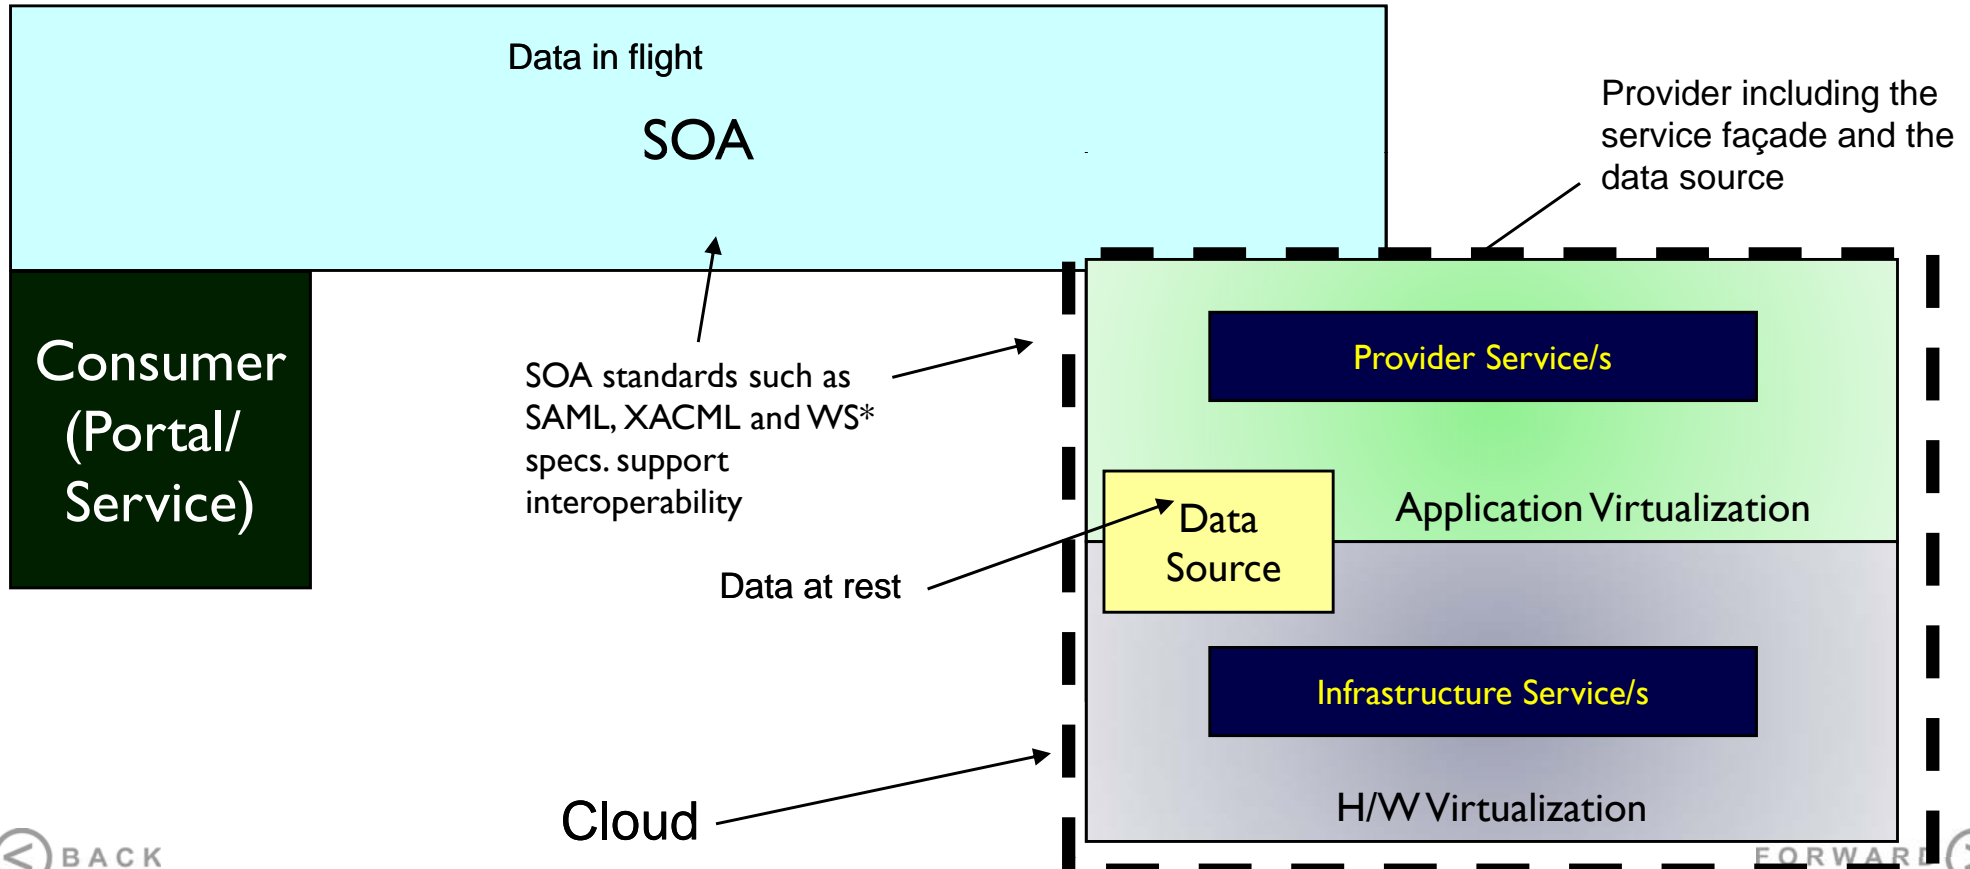 Data in flight
SOA
Provider including the
service façade and the
data source
Consumer
(Portal/
Service)
SOA standards such as
SAML, XACML and WS*
specs. support
interoperability
Provider Service/s
Application Virtualization
Data
Source
Data at rest
Infrastructure Service/s
H/W Virtualization
Cloud
BACK
FORWARD